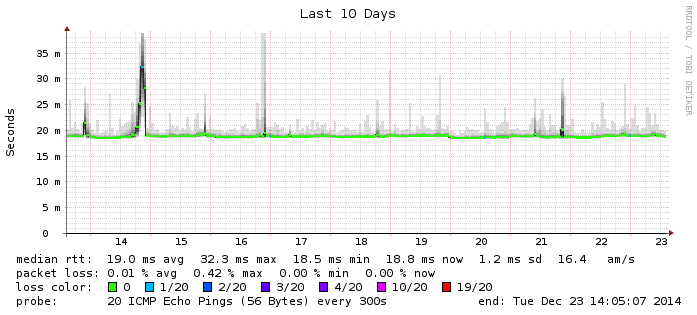 Last 10 Days
RRDTOOL / TOBI OETIKER
Seconds
35 m
30 m
25 m
20 m
15 m
10 m
5 m
0
14 15 16 17 18 19 20 21 22 23
median rtt: 19.0 ms avg 32.3 ms max 18.5 ms min 18.8 ms now 1.2 ms sd 16.4 am/s
packet loss: 0.01 % avg 0.42 % max 0.00 % min 0.00 % now
loss color: 0 1/20 2/20 3/20 4/20 10/20 19/20
probe: 20 ICMP Echo Pings (56 Bytes) every 300s end: Tue Dec 23 14:05:07 2014